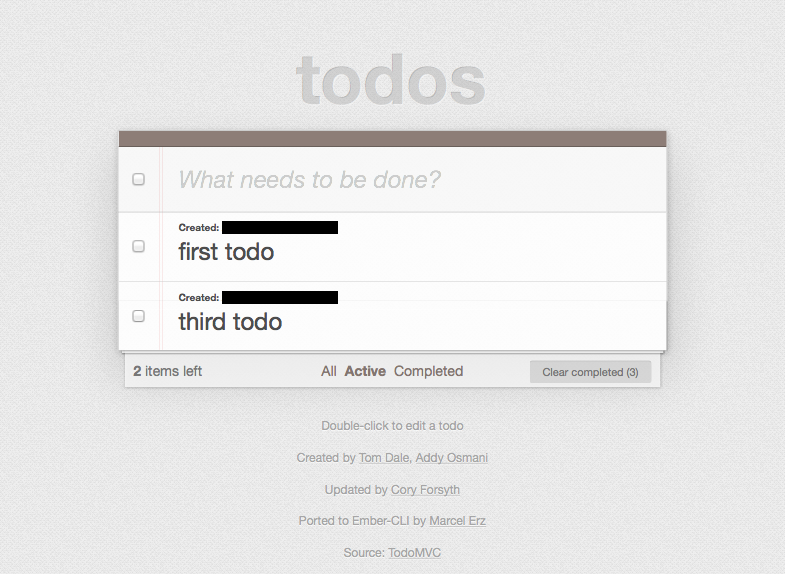 todos
What needs to be done?
Created:
first todo
Created:
third todo
2 items left All Active Completed Clear completed (3)
Double-click to edit a todo
Created by Tom Dale, Addy Osmani
Updated by Cory Forsyth
Ported to Ember-CLI by Marcel Erz
Source: TodoMVC